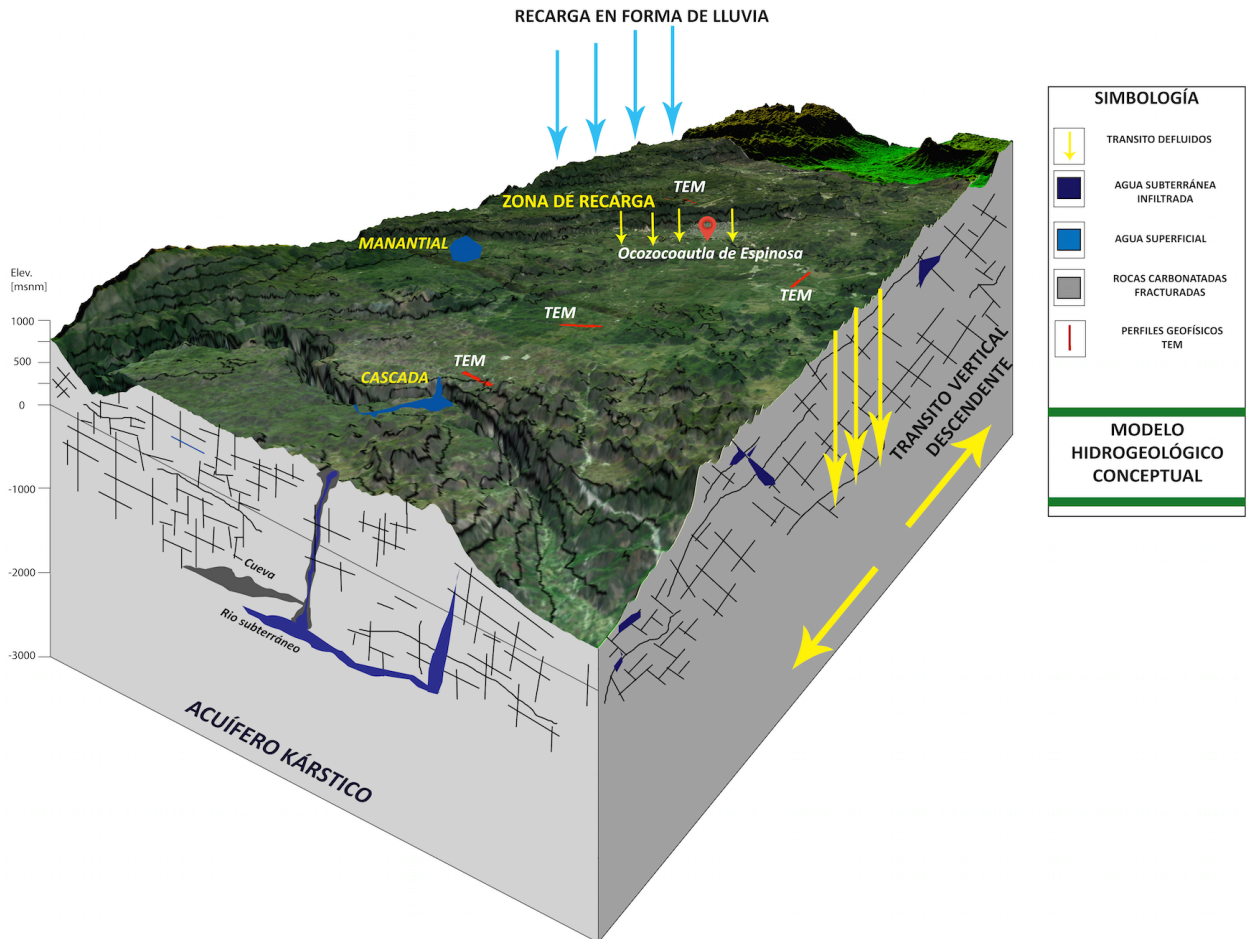 RECARGA EN FORMA DE LLUVIA
TEM
ZONA DE RECARGA
MANANTIAL
Ocozocoautla de Espinosa
TEM
TEM
TEM
CASCADA
Elev.
[msnm]
1000
500
0
-1000
-2000
-3000
Cueva
Rio subterráneo
ACUÍFERO KÁRSTICO
TRANSITO VERTICAL
DESCENDENTE
SIMBOLOGÍA
TRANSITO DEFLUIDOS
AGUA SUBTERRÁNEA
INFILTRADA
AGUA SUPERFICIAL
ROCAS CARBONATADAS
FRACTURADAS
PERFILES GEOFÍSICOS
TEM
MODELO
HIDROGEOLÓGICO
CONCEPTUAL